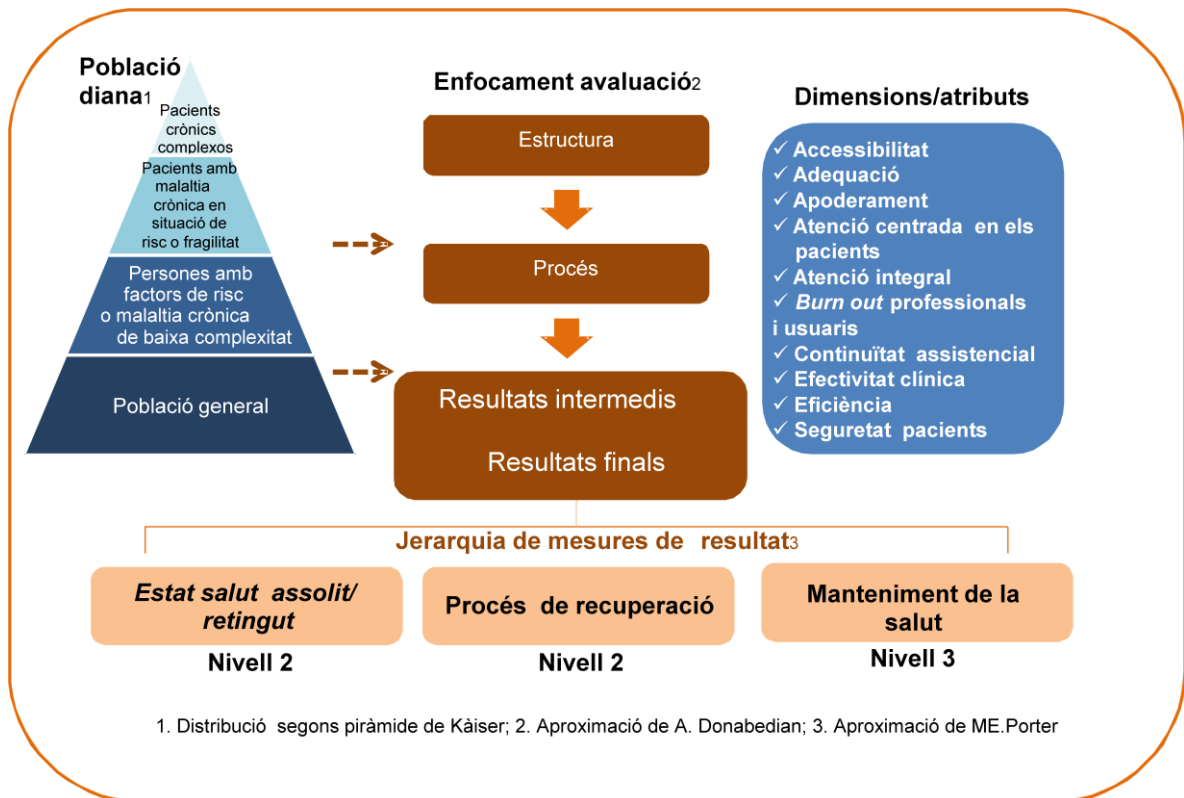 Població
diana1
Pacients
crònics
complexos
Pacients amb
malaltia
crònica en
situació de
risc o fragilitat
Persones amb
factors de risc
o malaltia crònica
de baixa complexitat
Població general
Enfocament avaluació2
Estructura
Procés
Resultats intermedis
Resultats finals
Dimensions/atributs
✓ Accessibilitat
✓ Adequació
✓ Apoderament
✓ Atenció centrada en els
pacients
✓ Atenció integral
✓ Burn out professionals
i usuaris
✓ Continuïtat assistencial
✓ Efectivitat clínica
✓ Eficiència
✓ Seguretat pacients
Jerarquia de mesures de resultat3
Estat salut assolit/
retingut
Nivell 2
Procés de recuperació
Nivell 2
Manteniment de la
salut
Nivell 3
1. Distribució segons piràmide de Kàiser; 2. Aproximació de A. Donabedian; 3. Aproximació de ME.Porter